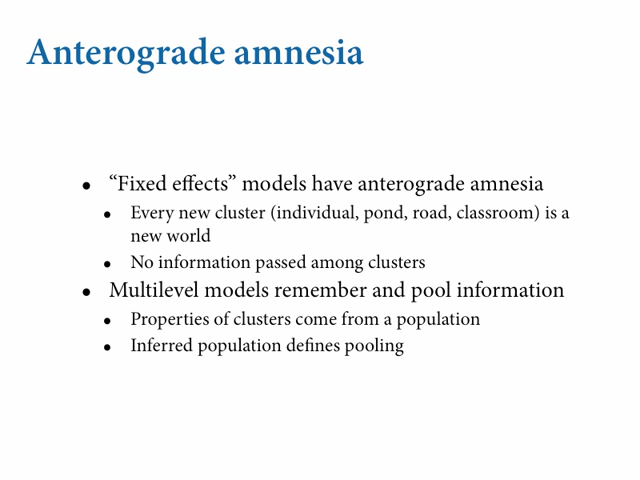 Anterograde amnesia
• “Fixed effects” models have anterograde amnesia
• Every new cluster (individual, pond, road, classroom) is a
new world
• No information passed among clusters
• Multilevel models remember and pool information
• Properties of clusters come from a population
• Inferred population defines pooling